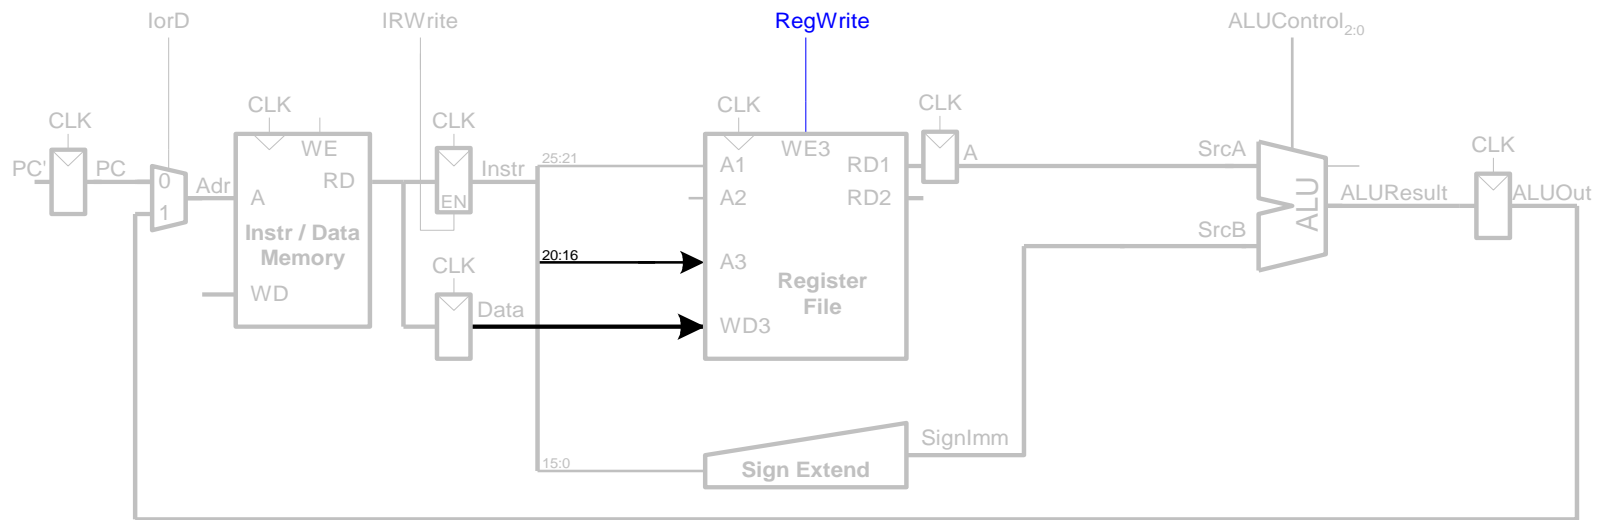 IorD
IRWrite
RegWrite
ALUControl2:0
CLK
CLK
CLK
CLK
CLK
CLK
PC'
PC
0
1
Adr
WE
RD
A
Instr / Data
Memory
WD
EN
Instr
25:21
A1
WE3
RD1
A
SrcA
ALU
ALUResult
ALUOut
A2
RD2
SrcB
20:16
A3
Register
File
CLK
Data
WD3
SignImm
15:0
Sign Extend